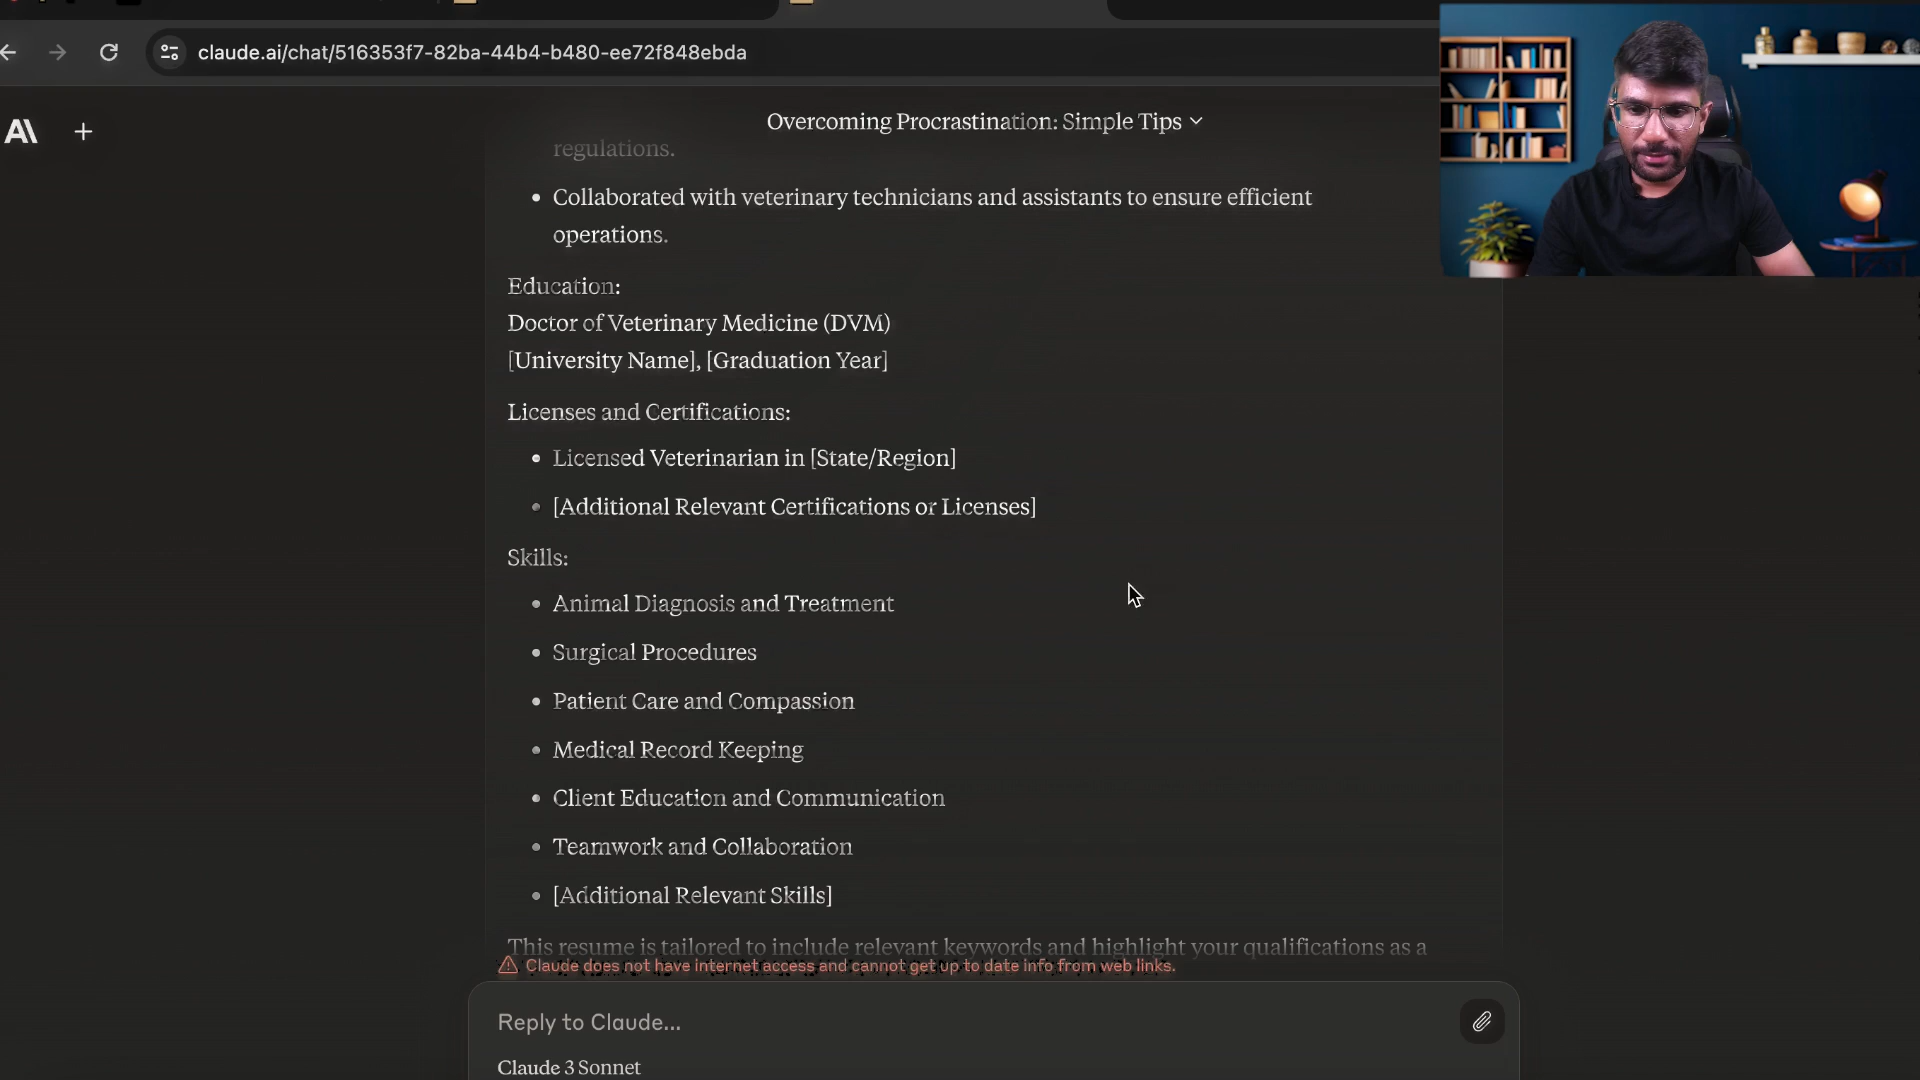 claude.ai/chat/516353f7-82ba-44b4-b480-ee72f848ebda
A\
Overcoming Procrastination: Simple Tips
regulations.
• Collaborated with veterinary technicians and assistants to ensure efficient
operations.
Education:
Doctor of Veterinary Medicine (DVM)
[University Name], [Graduation Year]
Licenses and Certifications:
• Licensed Veterinarian in [State/Region]
• [Additional Relevant Certifications or Licenses]
Skills:
• Animal Diagnosis and Treatment
• Surgical Procedures
• Patient Care and Compassion
• Medical Record Keeping
• Client Education and Communication
• Teamwork and Collaboration
• [Additional Relevant Skills]
This resume is tailored to include relevant keywords and highlight your qualifications as a
Claude does not have internet access and cannot get up to date info from web links.
Reply to Claude...
Claude 3 Sonnet